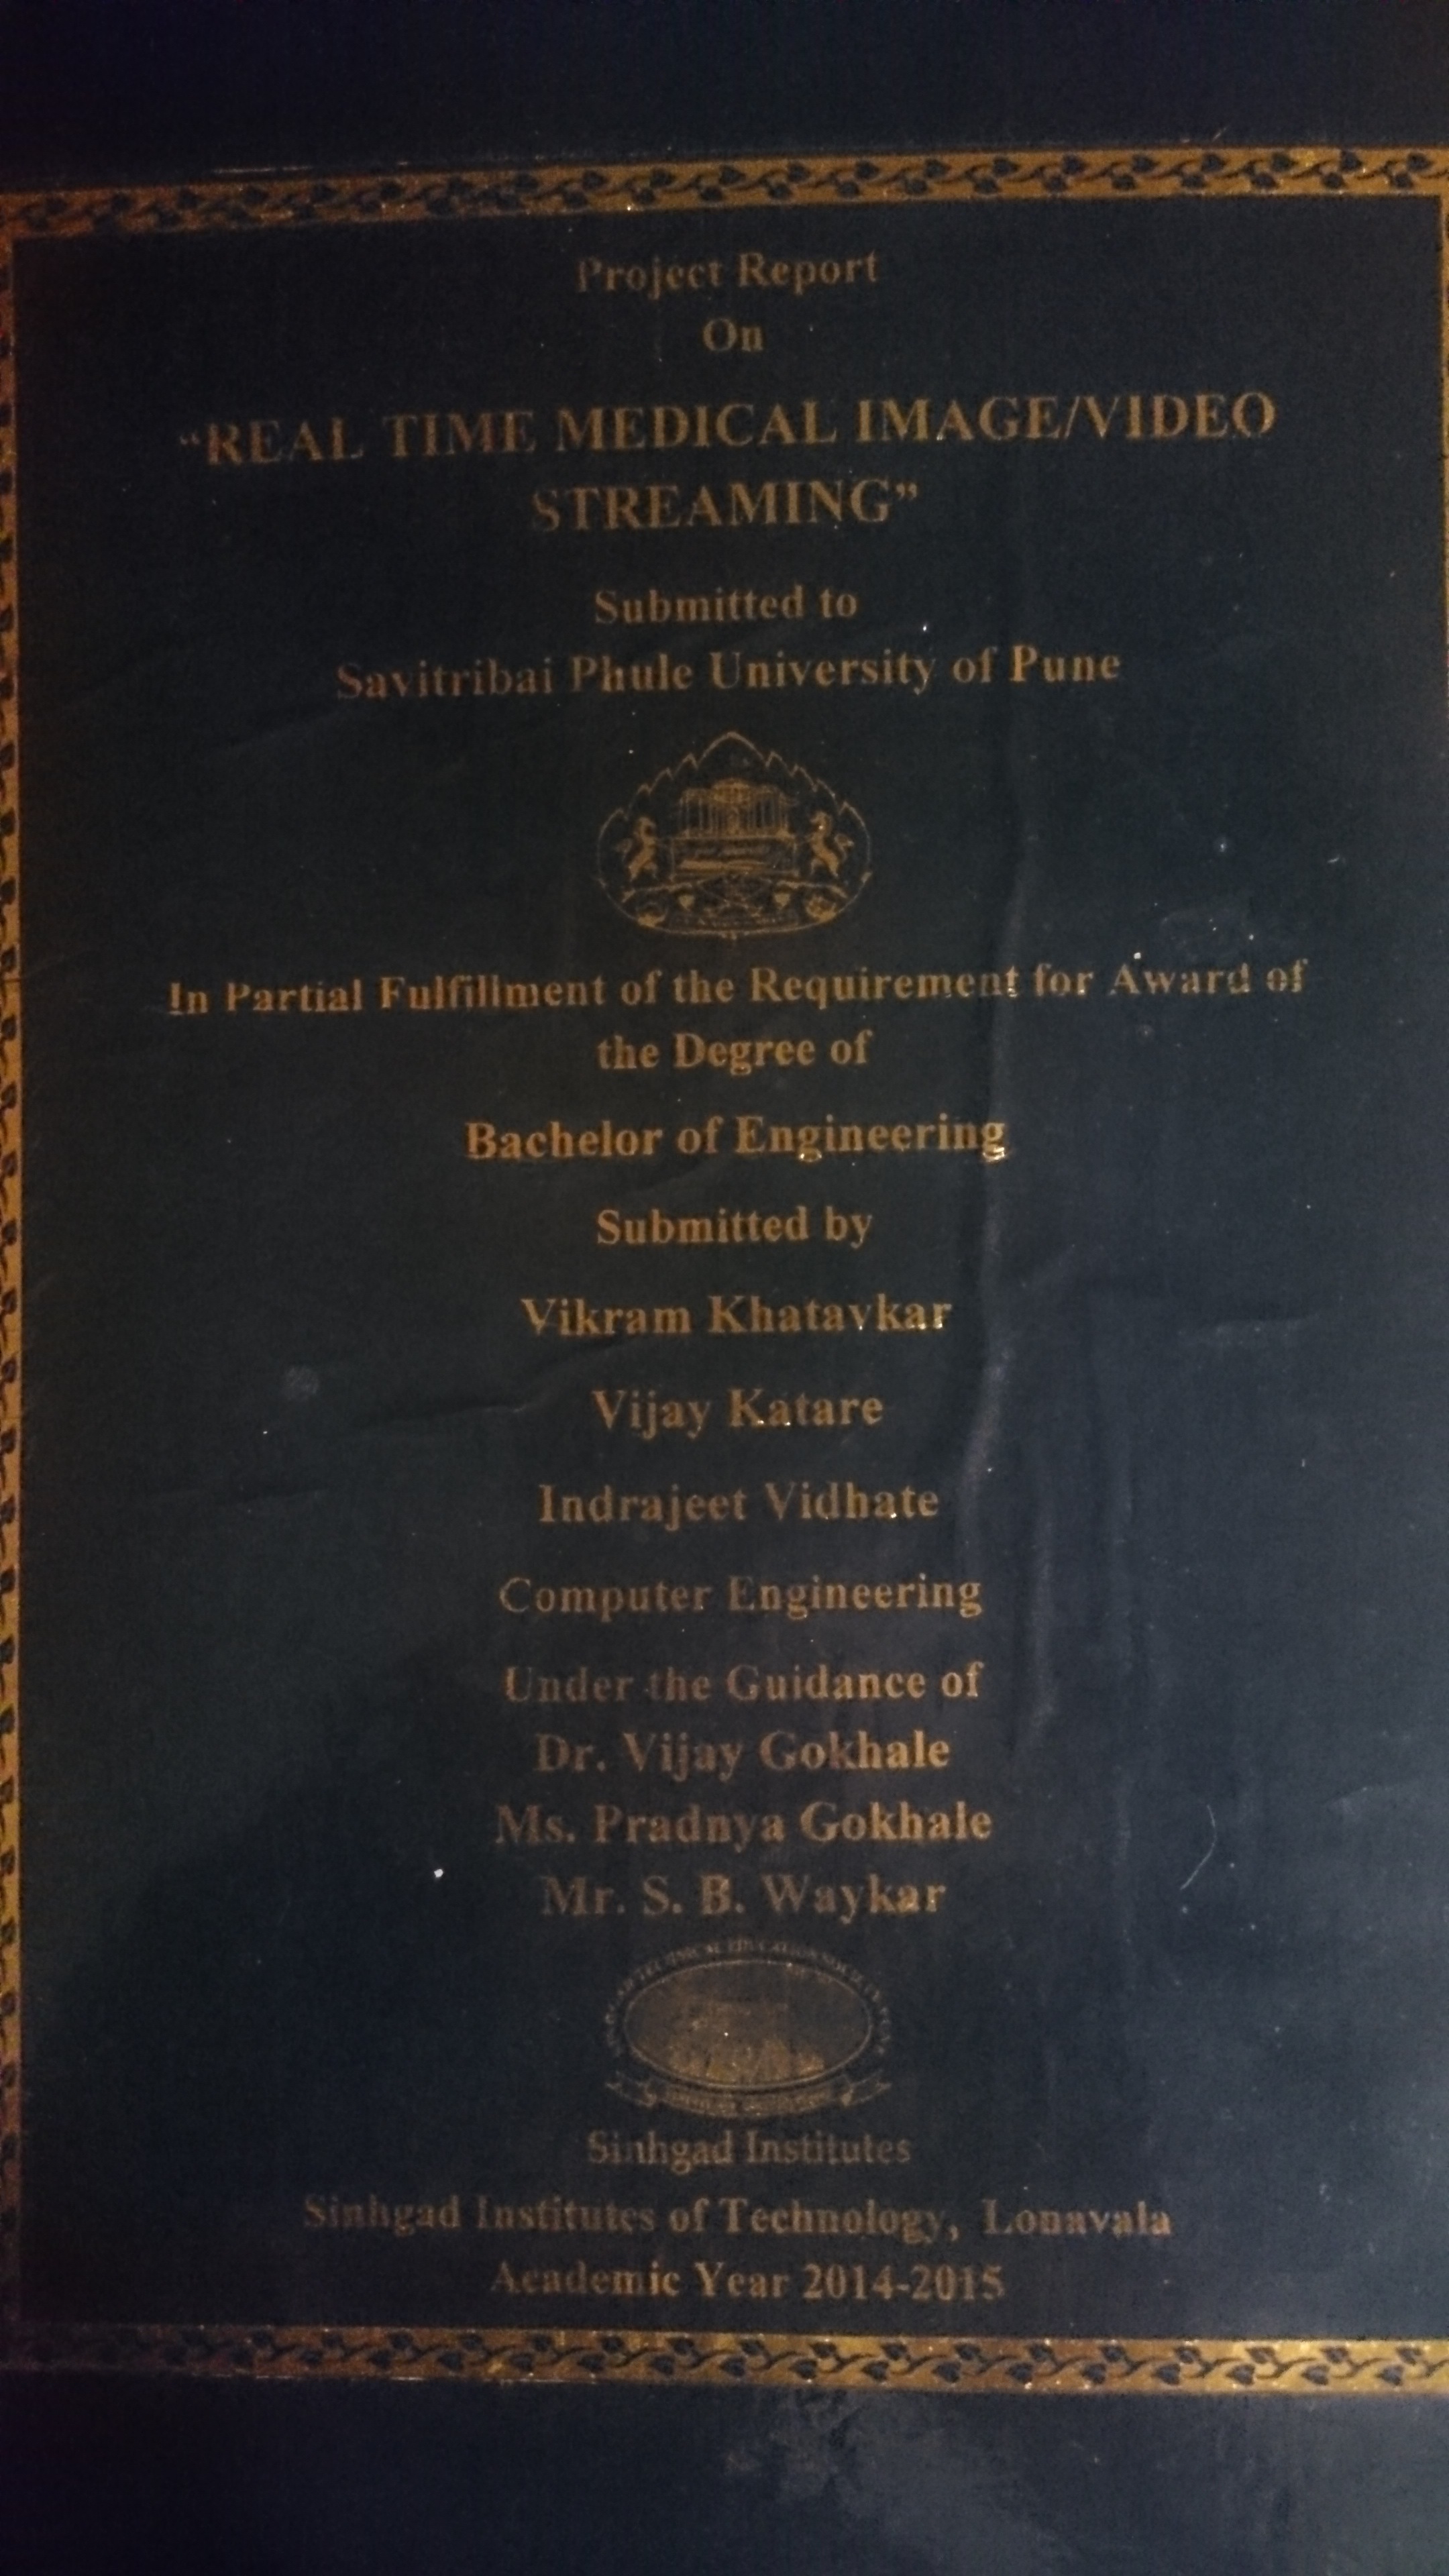 Project Report
On
“REAL TIME MEDICAL IMAGE/VIDEO
STREAMING”
Submitted to
Savitribai Phule University of Pune
In Partial Fulfillment of the Requirement for Award of
the Degree of
Bachelor of Engineering
Submitted by
Vikram Khatavkar
Vijay Katare
Indrajeet Vidhate
Computer Engineering
Under the Guidance of
Dr. Vijay Gokhale
Ms. Pradnya Gokhale
Mr. S. B. Waykar
TECHNICAL EDUCATION SOCIETY
Sinhgad Institutes
Sinhgad Institutes of Technology, Lonavala
Academic Year 2014-2015